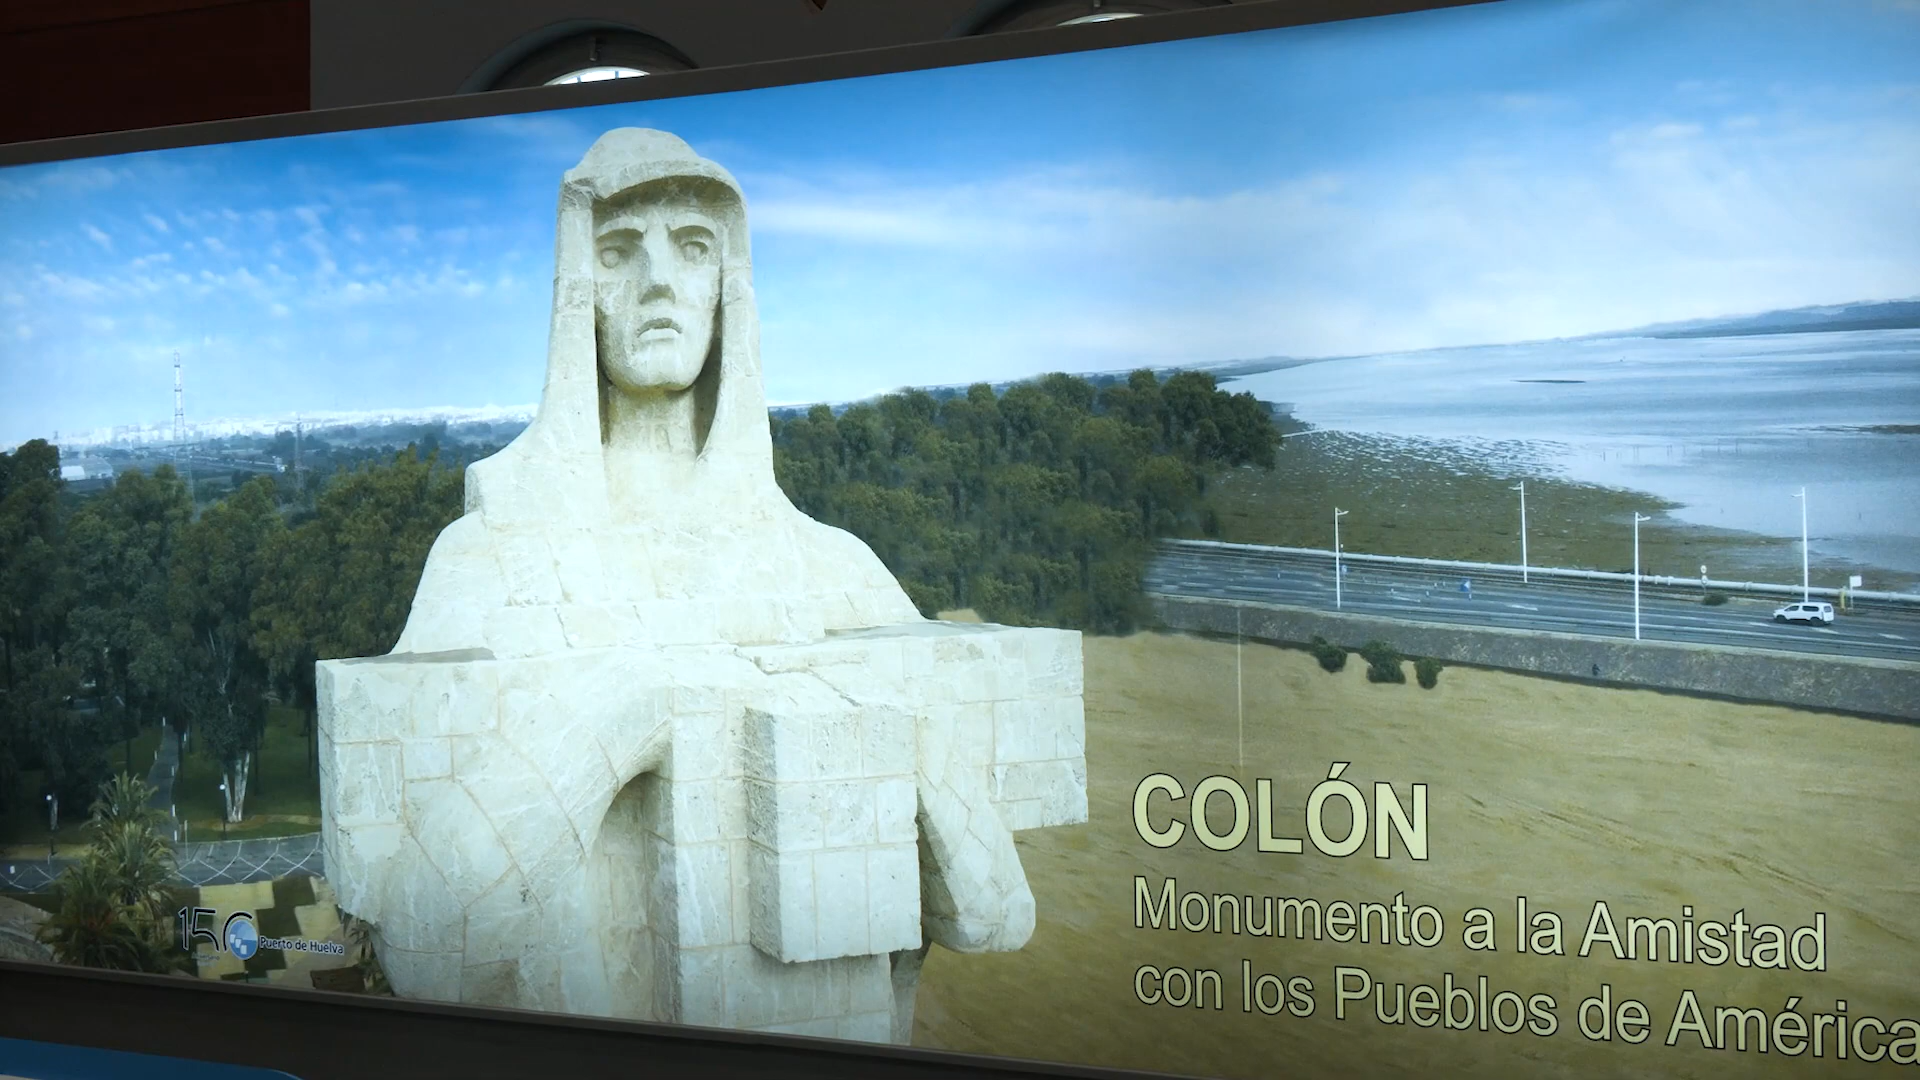 COLÓN
Monumento a la Amistad
con los Pueblos de América
150
Puerto de Huelva